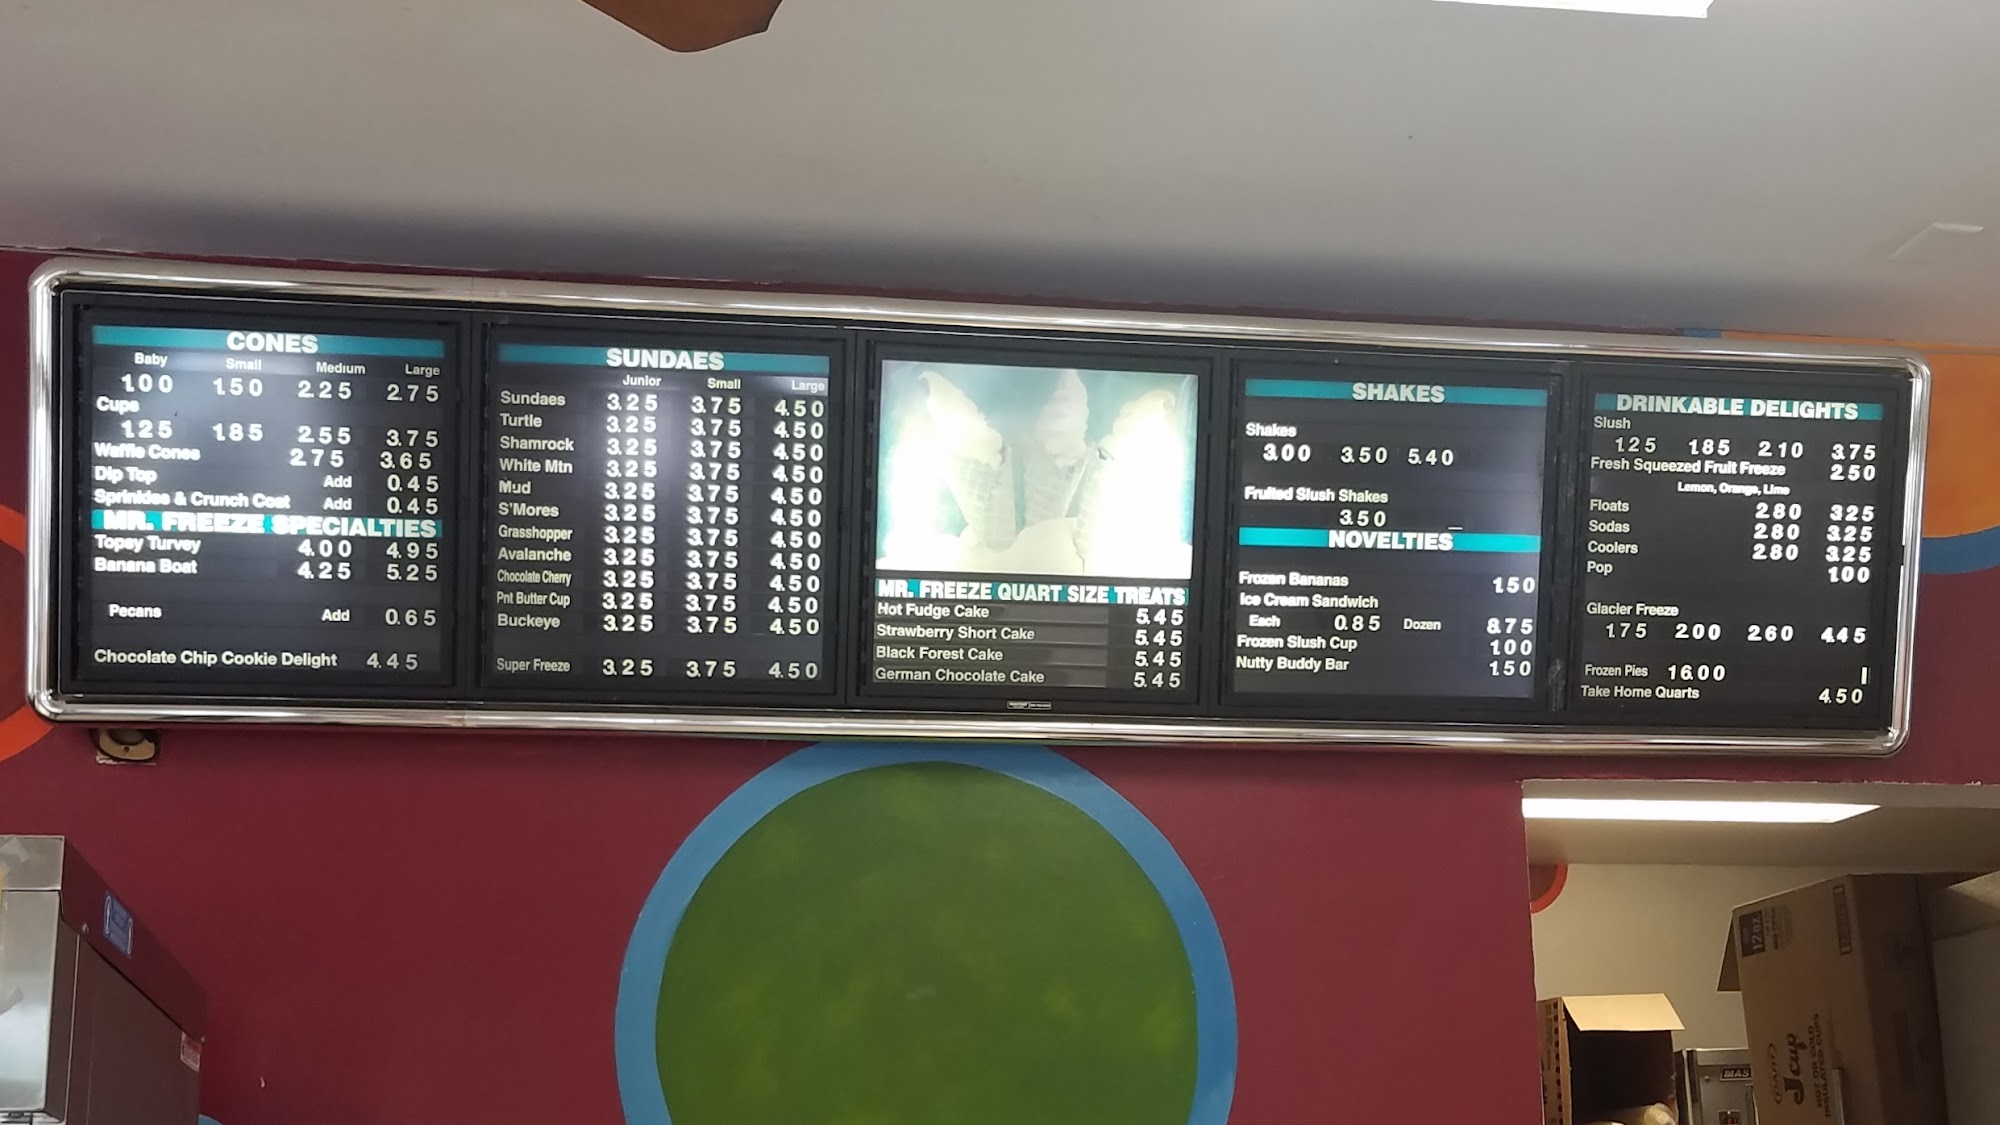 CONES
Baby Small Medium Large
1.00 1.50 2.25 2.75
Cups
1.25 1.85 2.55 3.75
Waffle Cones 2.75 3.65
Dip Top Add 0.45
Sprinkles & Crunch Coat Add 0.45
MR. FREEZE SPECIALTIES
Topsy Turvey 4.00 4.95
Banana Boat 4.25 5.25
Pecans Add 0.65
Chocolate Chip Cookie Delight 4.45
SUNDAES
Junior Small Large
Sundaes 3.25 3.75 4.50
Turtle 3.25 3.75 4.50
Shamrock 3.25 3.75 4.50
White Mtn 3.25 3.75 4.50
Mud 3.25 3.75 4.50
S'Mores 3.25 3.75 4.50
Grasshopper 3.25 3.75 4.50
Avalanche 3.25 3.75 4.50
Chocolate Cherry 3.25 3.75 4.50
Pnt Butter Cup 3.25 3.75 4.50
Buckeye 3.25 3.75 4.50
Super Freeze 3.25 3.75 4.50
MR. FREEZE QUART SIZE TREATS
Hot Fudge Cake 5.45
Strawberry Short Cake 5.45
Black Forest Cake 5.45
German Chocolate Cake 5.45
SHAKES
Shakes
3.00 3.50 5.40
Fruited Slush Shakes
3.50
NOVELTIES
Frozen Bananas 1.50
Ice Cream Sandwich
Each 0.85 Dozen 8.75
Frozen Slush Cup 1.00
Nutty Buddy Bar 1.50
DRINKABLE DELIGHTS
Slush
1.25 1.85 2.10 3.75
Fresh Squeezed Fruit Freeze 2.50
Lemon, Orange, Lime
Floats 2.80 3.25
Sodas 2.80 3.25
Coolers 2.80 3.25
Pop 1.00
Glacier Freeze
1.75 2.00 2.60 4.45
Frozen Pies 16.00
Take Home Quarts 4.50
12 oz
Jcup
HOT OR COLD
INSULATED CUPS
MAS